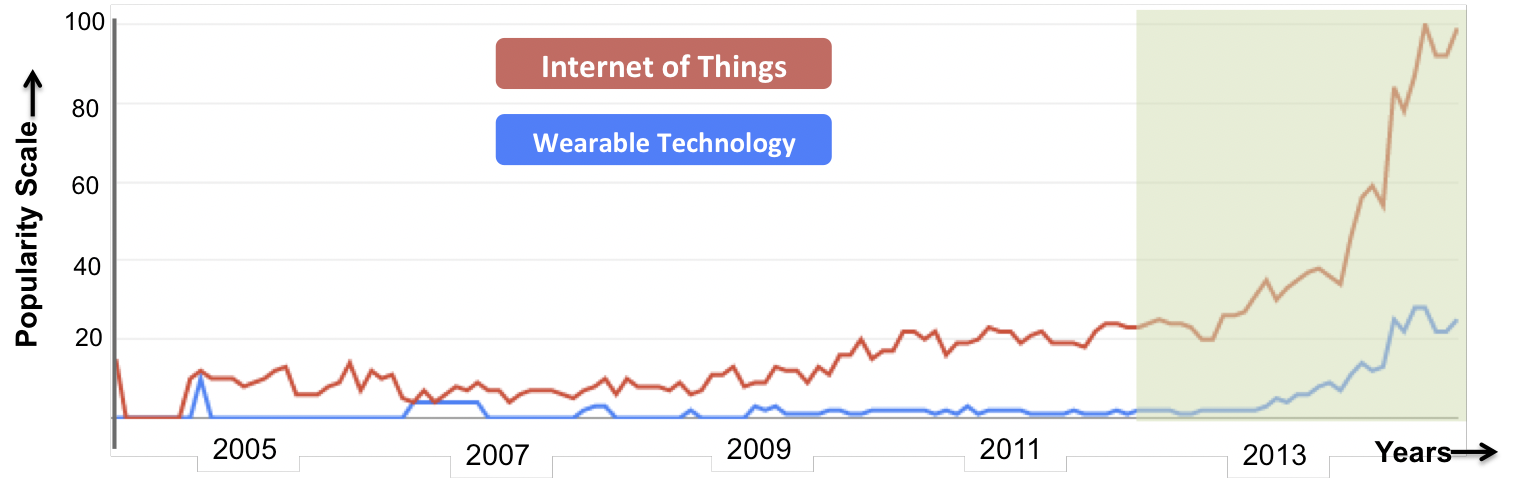 100
80
60
40
20
Popularity Scale
Internet of Things
Wearable Technology
2005
2007
2009
2011
2013
Years